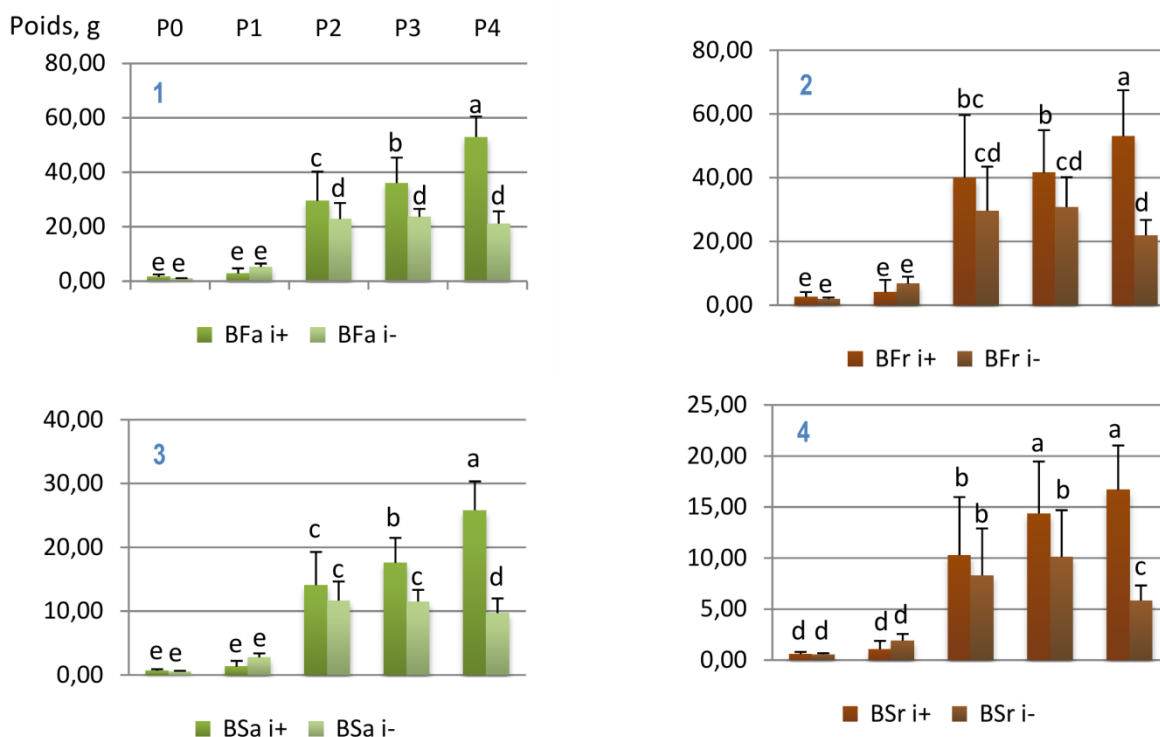 Poids, g P0 P1 P2 P3 P4
80,00
60,00
40,00
20,00
0,00
1
e e e e c d b d a d
BFa i+ BFa i-
80,00
60,00
40,00
20,00
0,00
2
e e e e bc cd b cd a d
BFr i+ BFr i-
40,00
30,00
20,00
10,00
0,00
3
e e e e c c b c a d
BSa i+ BSa i-
25,00
20,00
15,00
10,00
5,00
0,00
4
d d d d b b a b a c
BSr i+ BSr i-